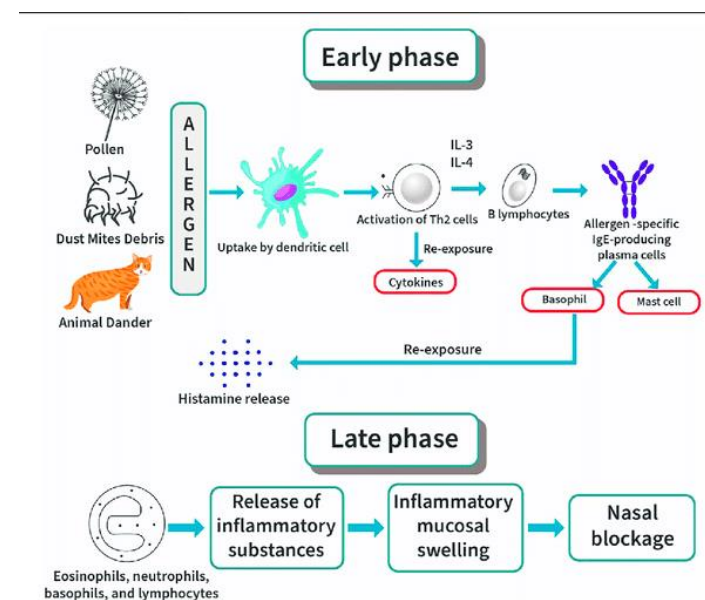 Early phase
Pollen
Dust Mites Debris
Animal Dander
A
L
L
E
R
G
E
N
Uptake by dendritic cell
Activation of Th2 cells
IL-3
IL-4
B lymphocytes
Allergen -specific
IgE-producing
plasma cells
Re-exposure
Cytokines
Basophil
Mast cell
Re-exposure
Histamine release
Late phase
Eosinophils, neutrophils,
basophils, and lymphocytes
Release of
inflammatory
substances
Inflammatory
mucosal
swelling
Nasal
blockage